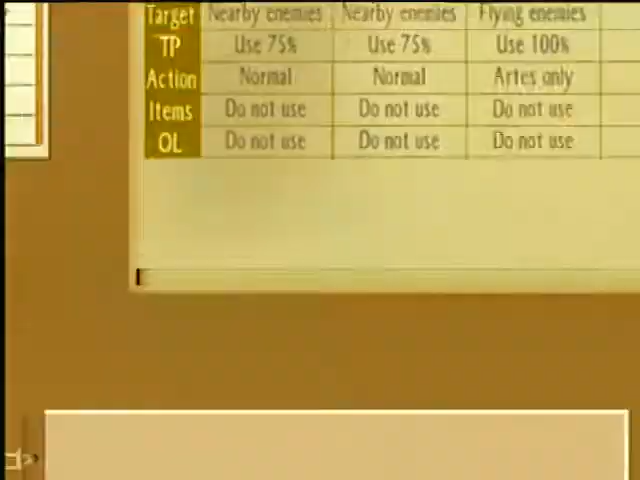 Target Nearby enemies Nearby enemies Flying enemies
TP Use 75% Use 75% Use 100%
Action Normal Normal Artes only
Items Do not use Do not use Do not use
OL Do not use Do not use Do not use